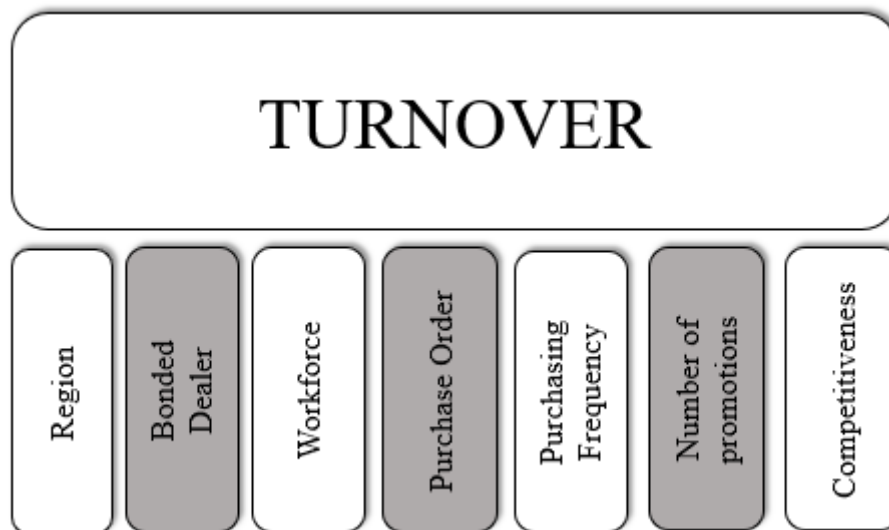 TURNOVER
Region
Bonded
Dealer
Workforce
Purchase Order
Purchasing
Frequency
Number of
promotions
Competitiveness